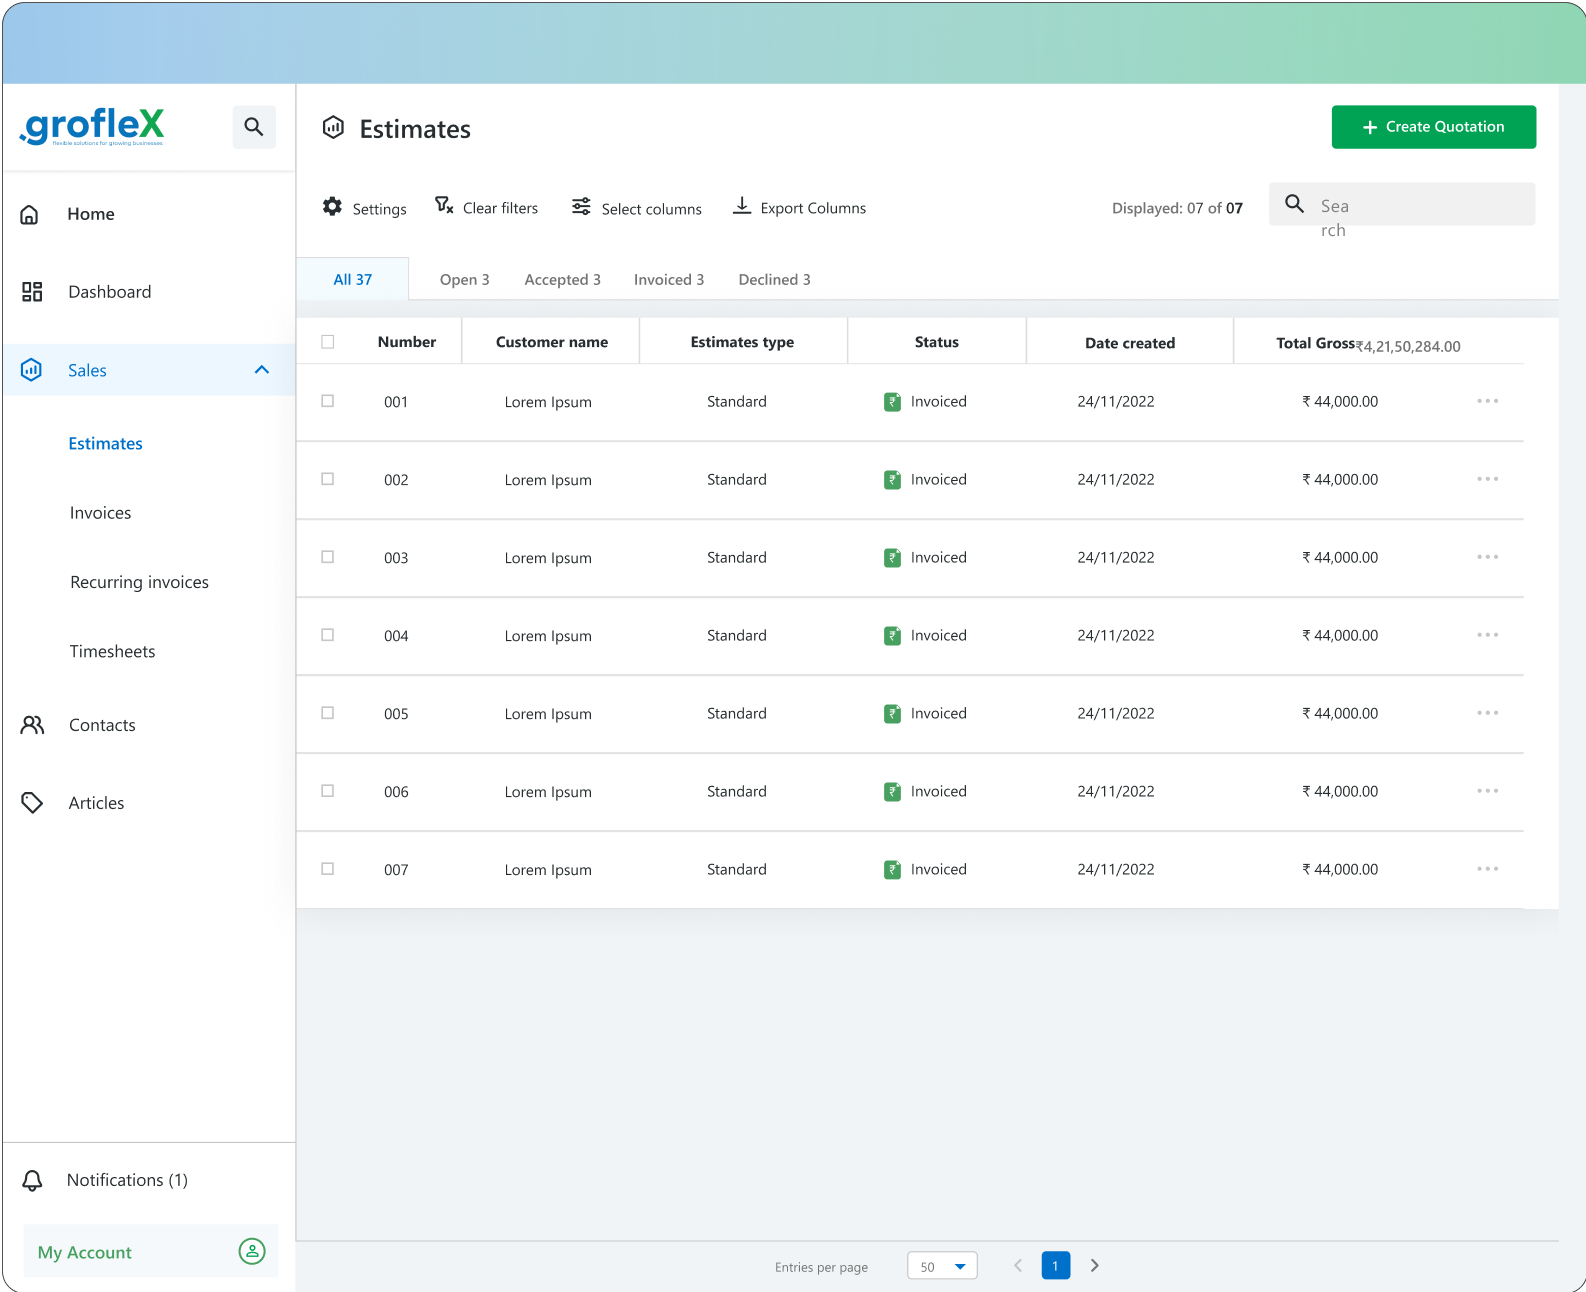 .grofleX
flexible solutions for growing businesses
Estimates
+ Create Quotation
Home
Settings
Clear filters
Select columns
Export Columns
Displayed: 07 of 07
Sea
rch
Dashboard
All 37
Open 3
Accepted 3
Invoiced 3
Declined 3
Sales
Number Customer name Estimates type Status Date created Total Gross ₹4,21,50,284.00
001 Lorem Ipsum Standard ₹ Invoiced 24/11/2022 ₹ 44,000.00
Estimates
002 Lorem Ipsum Standard ₹ Invoiced 24/11/2022 ₹ 44,000.00
Invoices
003 Lorem Ipsum Standard ₹ Invoiced 24/11/2022 ₹ 44,000.00
Recurring invoices
004 Lorem Ipsum Standard ₹ Invoiced 24/11/2022 ₹ 44,000.00
Timesheets
005 Lorem Ipsum Standard ₹ Invoiced 24/11/2022 ₹ 44,000.00
Contacts
006 Lorem Ipsum Standard ₹ Invoiced 24/11/2022 ₹ 44,000.00
Articles
007 Lorem Ipsum Standard ₹ Invoiced 24/11/2022 ₹ 44,000.00
Notifications (1)
My Account
Entries per page
50
1